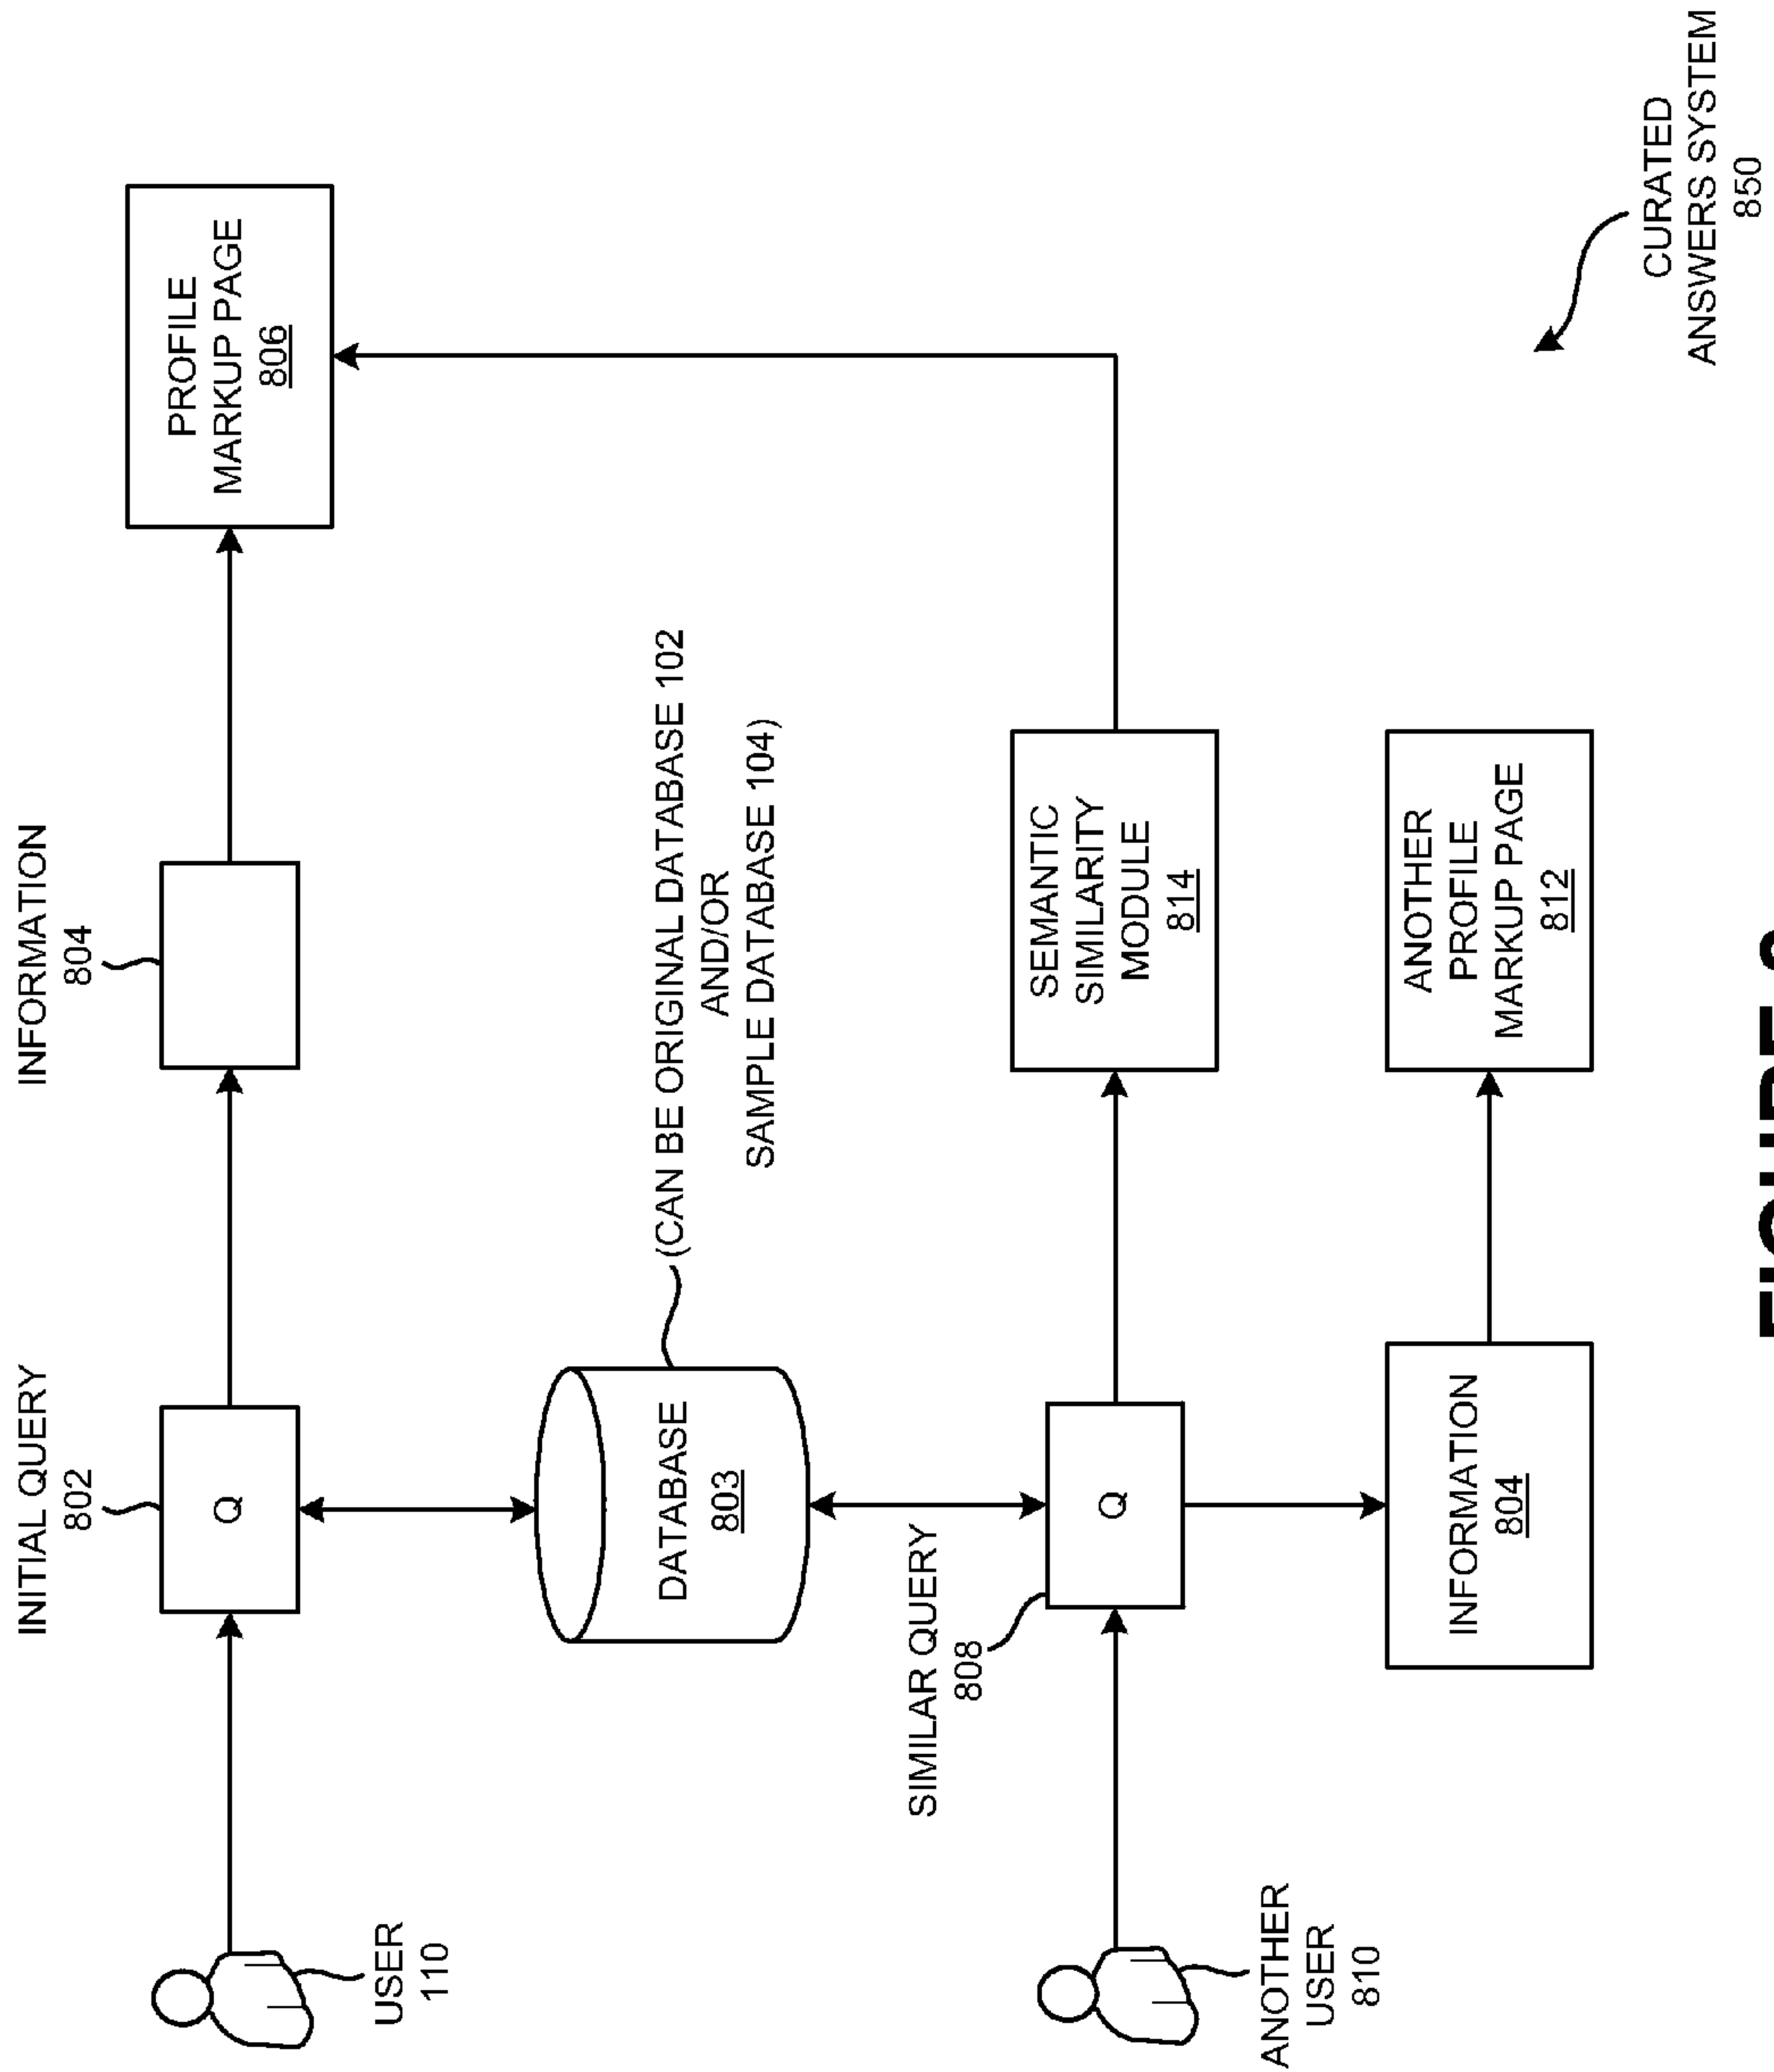 INITIAL QUERY
802
INFORMATION
804
Q
PROFILE
MARKUP PAGE
806
USER
110
DATABASE
803
(CAN BE ORIGINAL DATABASE 102
AND/OR
SAMPLE DATABASE 104)
SIMILAR QUERY
808
Q
SEMANTIC
SIMILARITY
MODULE
814
ANOTHER
USER
810
INFORMATION
804
ANOTHER
PROFILE
MARKUP PAGE
812
CURATED
ANSWERS SYSTEM
850